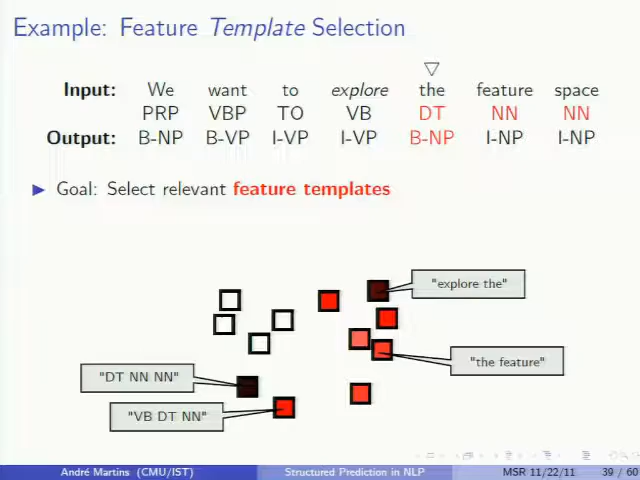 Example: Feature Template Selection
Input: We want to explore the feature space
PRP VBP TO VB DT NN NN
Output: B-NP B-VP I-VP I-VP B-NP I-NP I-NP
Goal: Select relevant feature templates
"explore the"
"the feature"
"DT NN NN"
"VB DT NN"
André Martins (CMU/IST) Structured Prediction in NLP MSR 11/22/11 39 / 60